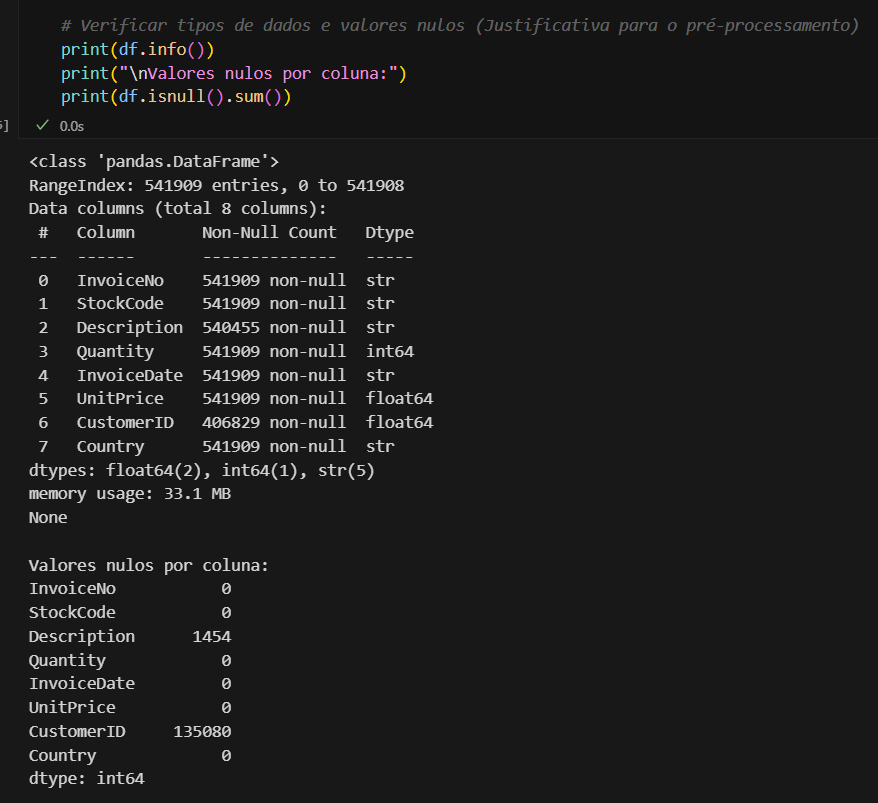 # Verificar tipos de dados e valores nulos (Justificativa para o pré-processamento)
print(df.info())
print("\nValores nulos por coluna:")
print(df.isnull().sum())
0.0s
<class 'pandas.DataFrame'>
RangeIndex: 541909 entries, 0 to 541908
Data columns (total 8 columns):
 #   Column       Non-Null Count   Dtype
---  ------       --------------   -----
 0   InvoiceNo    541909 non-null  str
 1   StockCode    541909 non-null  str
 2   Description  540455 non-null  str
 3   Quantity     541909 non-null  int64
 4   InvoiceDate  541909 non-null  str
 5   UnitPrice    541909 non-null  float64
 6   CustomerID   406829 non-null  float64
 7   Country      541909 non-null  str
dtypes: float64(2), int64(1), str(5)
memory usage: 33.1 MB
None
Valores nulos por coluna:
InvoiceNo           0
StockCode           0
Description      1454
Quantity            0
InvoiceDate         0
UnitPrice           0
CustomerID     135080
Country             0
dtype: int64